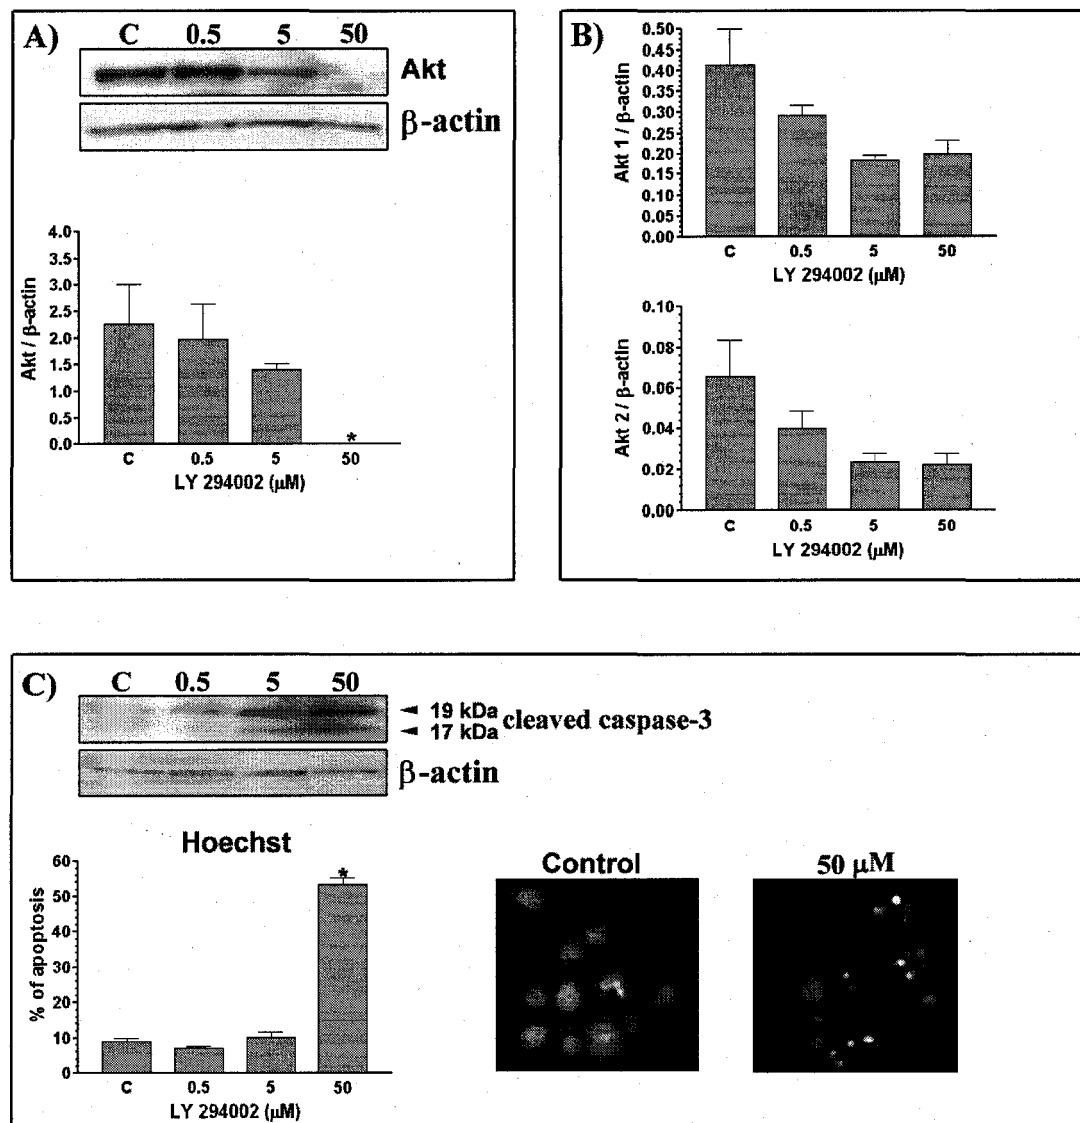 A)
C 0.5 5 50
Akt
β-actin
4.0
3.5
3.0
2.5
2.0
1.5
1.0
0.5
0.0
Akt / β-actin
*
C 0.5 5 50
LY 294002 (μM)
B)
0.50
0.45
0.40
0.35
0.30
0.25
0.20
0.15
0.10
0.05
0.00
Akt 1 / β-actin
C 0.5 5 50
LY 294002 (μM)
0.10
0.08
0.06
0.04
0.02
0.00
Akt 2 / β-actin
C 0.5 5 50
LY 294002 (μM)
C)
C 0.5 5 50
19 kDa
17 kDa
cleaved caspase-3
β-actin
Hoechst
60
50
40
30
20
10
0
% of apoptosis
*
C 0.5 5 50
LY 294002 (μM)
Control
50 μM